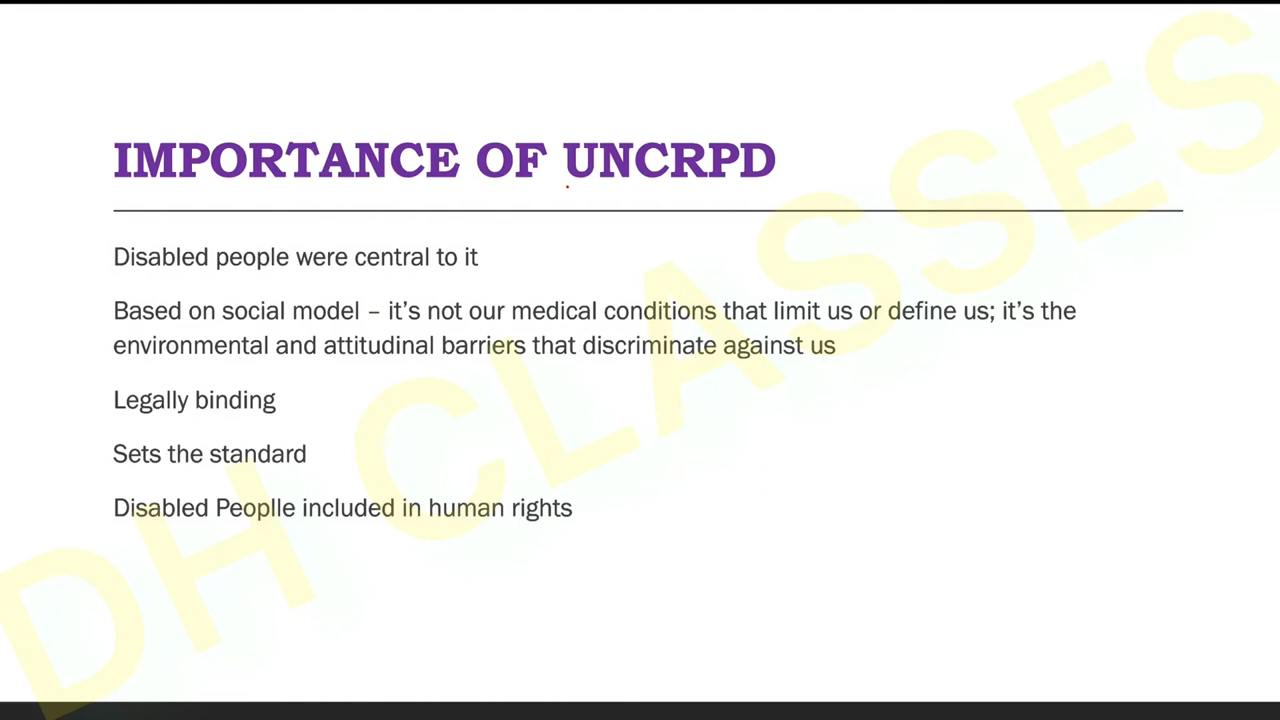 IMPORTANCE OF UNCRPD
Disabled people were central to it
Based on social model – it's not our medical conditions that limit us or define us; it's the
environmental and attitudinal barriers that discriminate against us
Legally binding
Sets the standard
Disabled Peoplle included in human rights
DH CLASSES